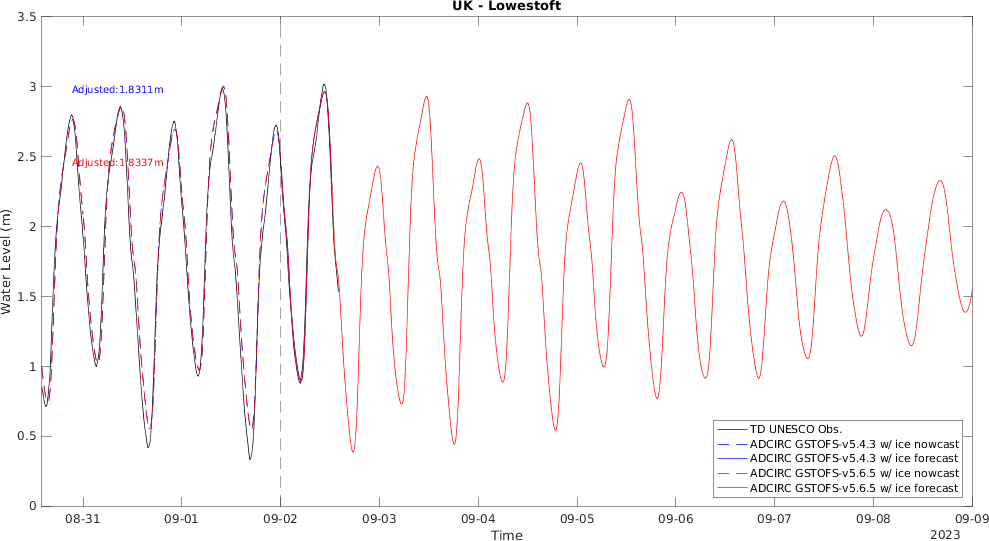 UK - Lowestoft
3.5
3
2.5
2
1.5
1
0.5
0
Water Level (m)
Adjusted:1.8311m
Adjusted:1.8337m
TD UNESCO Obs.
ADCIRC GSTOFS-v5.4.3 w/ ice nowcast
ADCIRC GSTOFS-v5.4.3 w/ ice forecast
ADCIRC GSTOFS-v5.6.5 w/ ice nowcast
ADCIRC GSTOFS-v5.6.5 w/ ice forecast
08-31 09-01 09-02 09-03 09-04 09-05 09-06 09-07 09-08 09-09
Time
2023